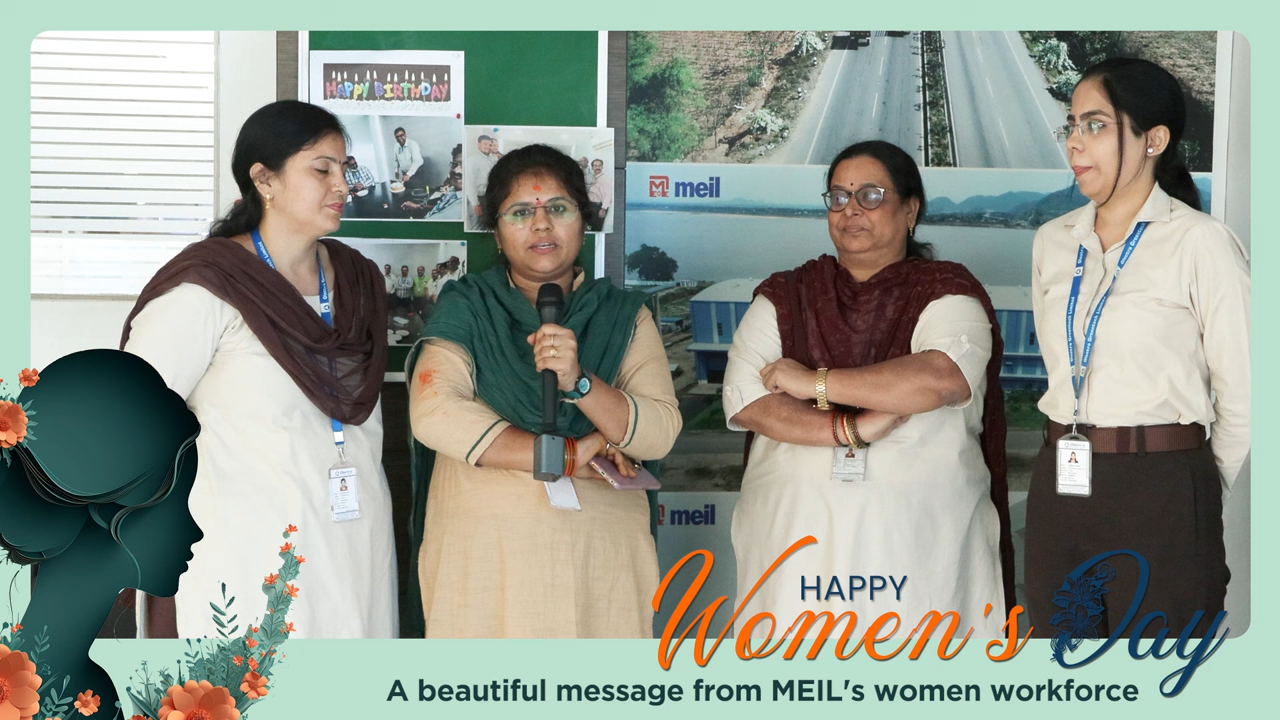 HAPPY BIRTHDAY
meil
meil
HAPPY
Women's Day
A beautiful message from MEIL's women workforce